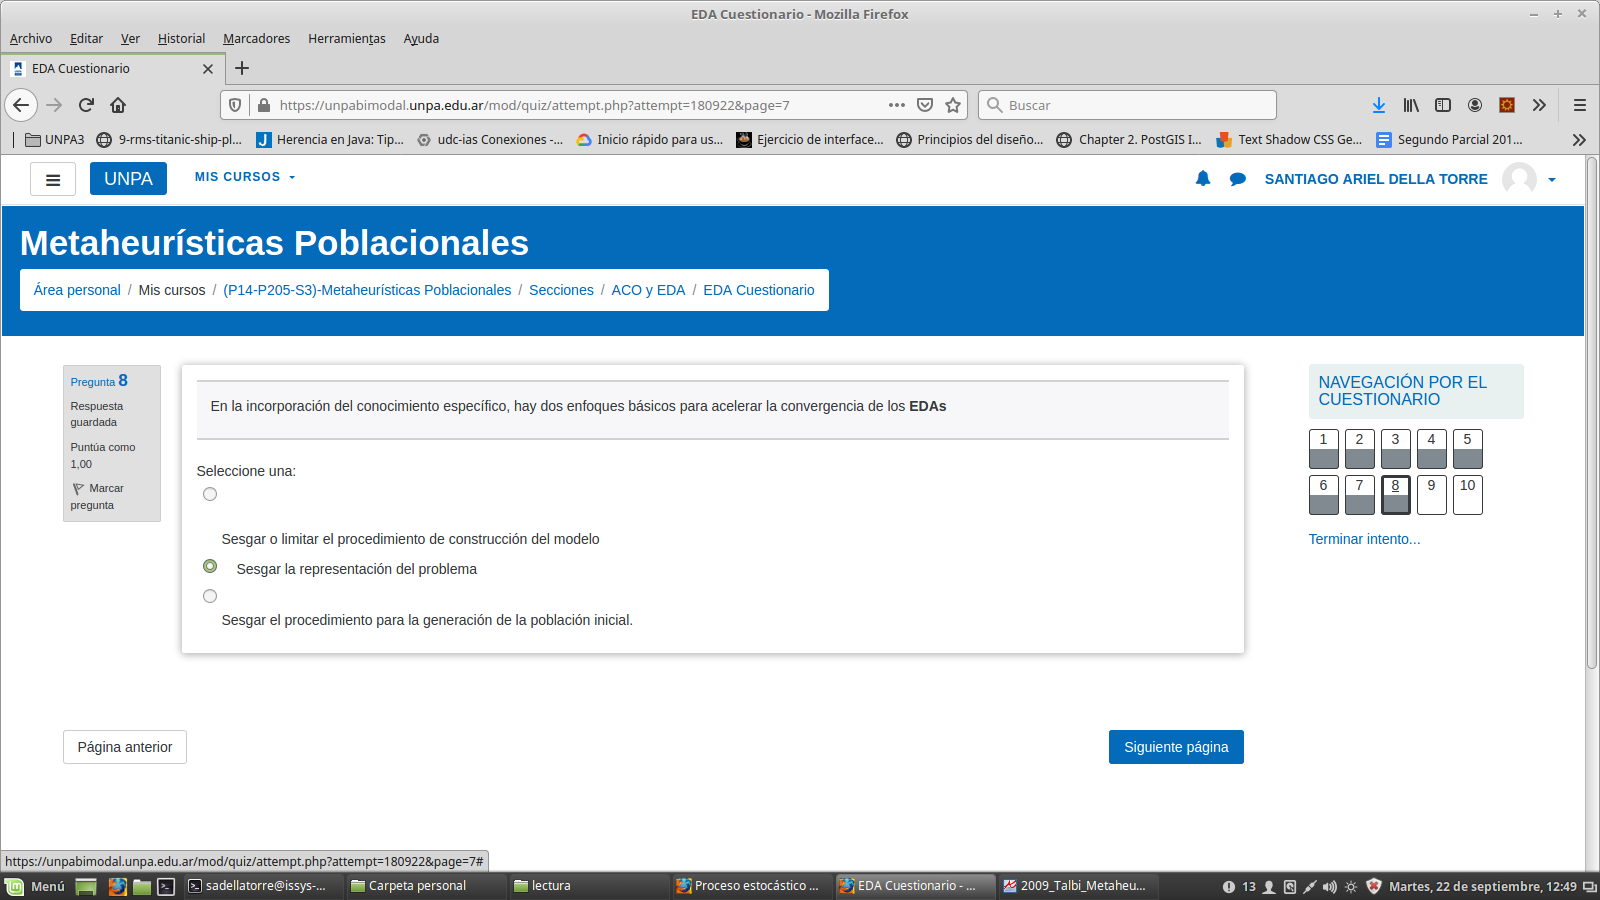 EDA Cuestionario - Mozilla Firefox
Archivo Editar Ver Historial Marcadores Herramientas Ayuda
EDA Cuestionario
https://unpabimodal.unpa.edu.ar/mod/quiz/attempt.php?attempt=180922&page=7
Buscar
UNPA3 9-rms-titanic-ship-pl... Herencia en Java: Tip... udc-ias Conexiones -... Inicio rápido para us... Ejercicio de interface... Principios del diseño... Chapter 2. PostGIS I... Text Shadow CSS Ge... Segundo Parcial 201...
UNPA MIS CURSOS SANTIAGO ARIEL DELLA TORRE
Metaheurísticas Poblacionales
Área personal / Mis cursos / (P14-P205-S3)-Metaheurísticas Poblacionales / Secciones / ACO y EDA / EDA Cuestionario
Pregunta 8
Respuesta
guardada
Puntúa como
1,00
Marcar
pregunta
En la incorporación del conocimiento específico, hay dos enfoques básicos para acelerar la convergencia de los EDAs
Seleccione una:
Sesgar o limitar el procedimiento de construcción del modelo
Sesgar la representación del problema
Sesgar el procedimiento para la generación de la población inicial.
NAVEGACIÓN POR EL
CUESTIONARIO
1 2 3 4 5
6 7 8 9 10
Terminar intento...
Página anterior
Siguiente página
https://unpabimodal.unpa.edu.ar/mod/quiz/attempt.php?attempt=180922&page=7#
Menú sadellatorre@issys-... Carpeta personal lectura Proceso estocástico ... EDA Cuestionario - ... 2009_Talbi_Metaheu... 13 Martes, 22 de septiembre, 12:49